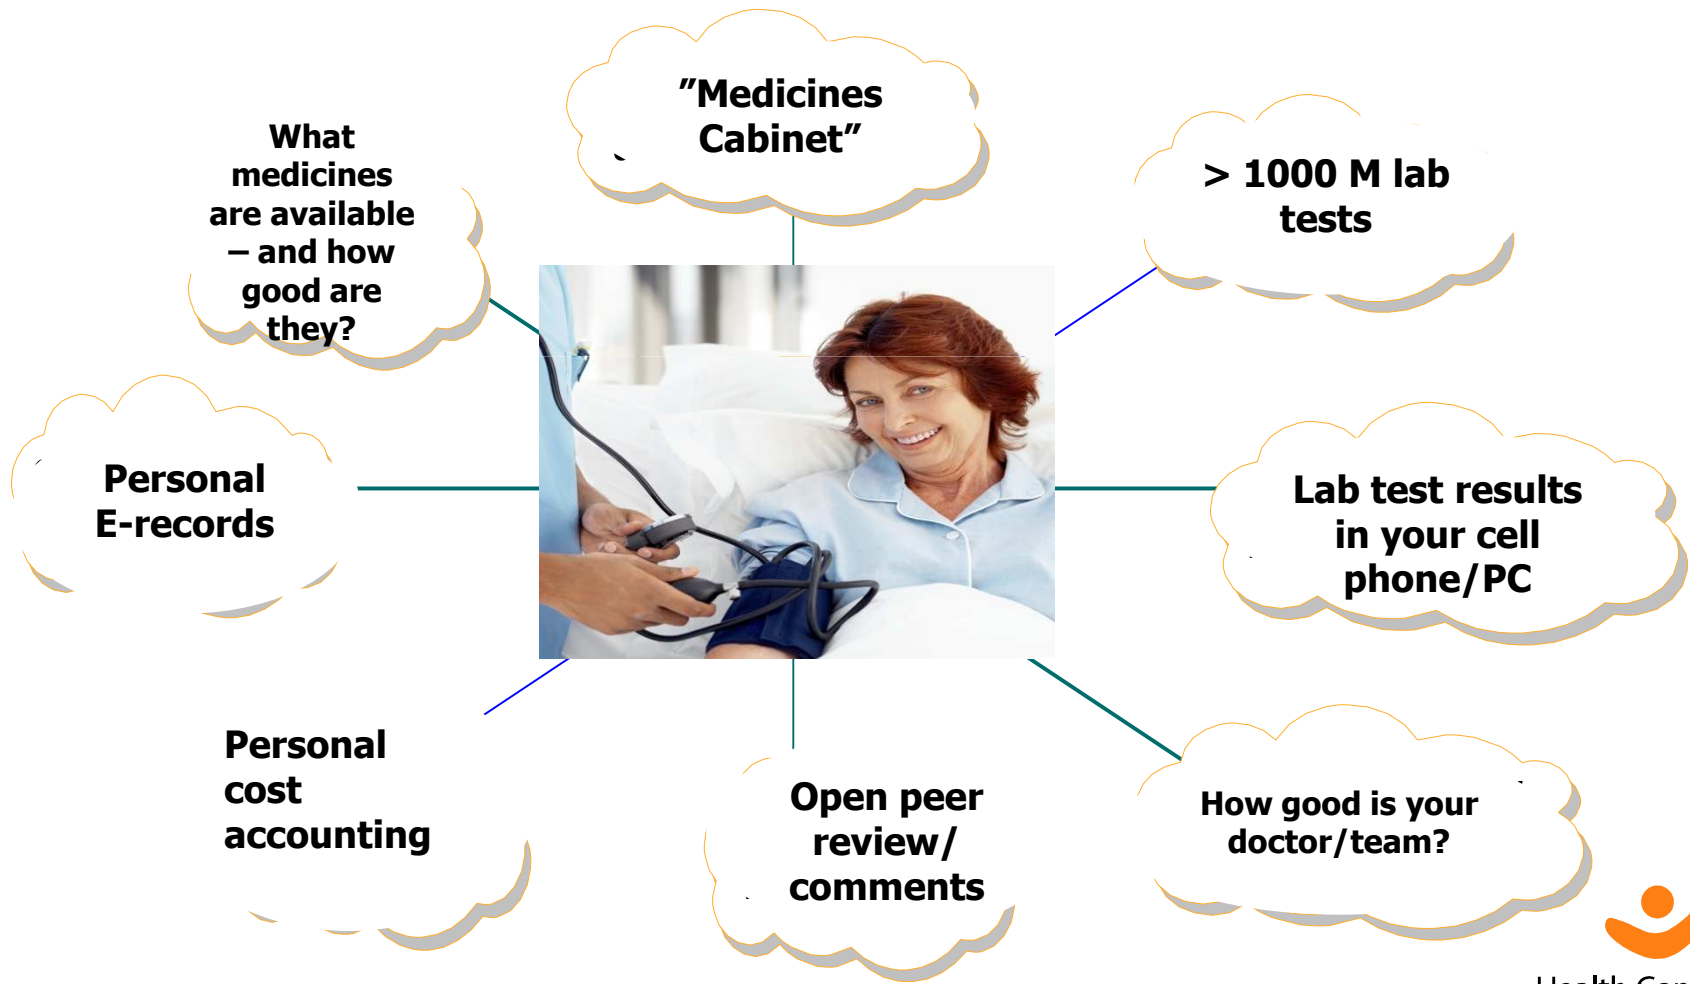 ”Medicines
Cabinet”
What
medicines
are available
– and how
good are
they?
> 1000 M lab
tests
Personal
E-records
Lab test results
in your cell
phone/PC
Personal
cost
accounting
Open peer
review/
comments
How good is your
doctor/team?